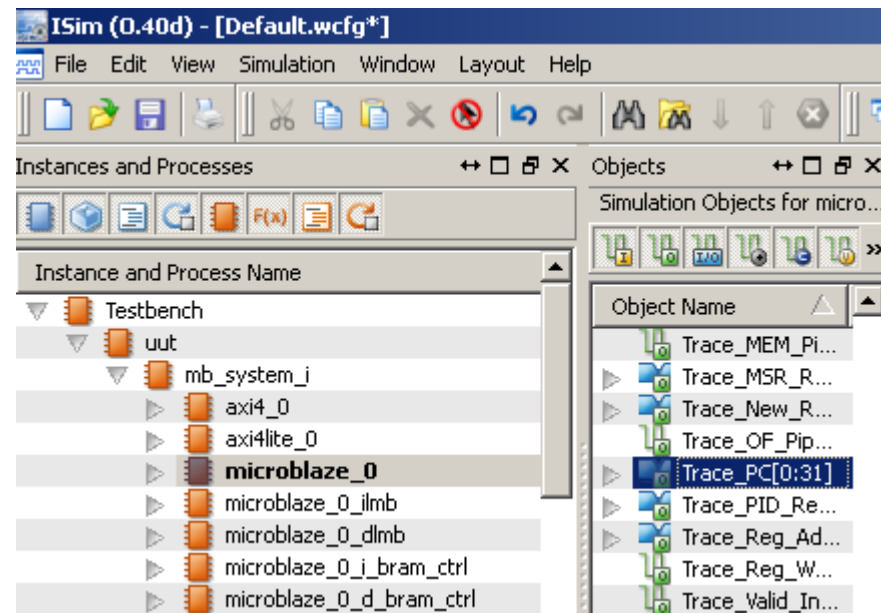 ISim (0.40d) - [Default.wcfg*]
File Edit View Simulation Window Layout Help
Instances and Processes
Objects
Simulation Objects for micro...
F(x)
I
O
I/O
C
»
Instance and Process Name
Object Name
Testbench
uut
mb_system_i
axi4_0
axi4lite_0
microblaze_0
microblaze_0_ilmb
microblaze_0_dlmb
microblaze_0_i_bram_ctrl
microblaze_0_d_bram_ctrl
Trace_MEM_Pi...
Trace_MSR_R...
Trace_New_R...
Trace_OF_Pip...
Trace_PC[0:31]
Trace_PID_Re...
Trace_Reg_Ad...
Trace_Reg_W...
Trace_Valid_In...